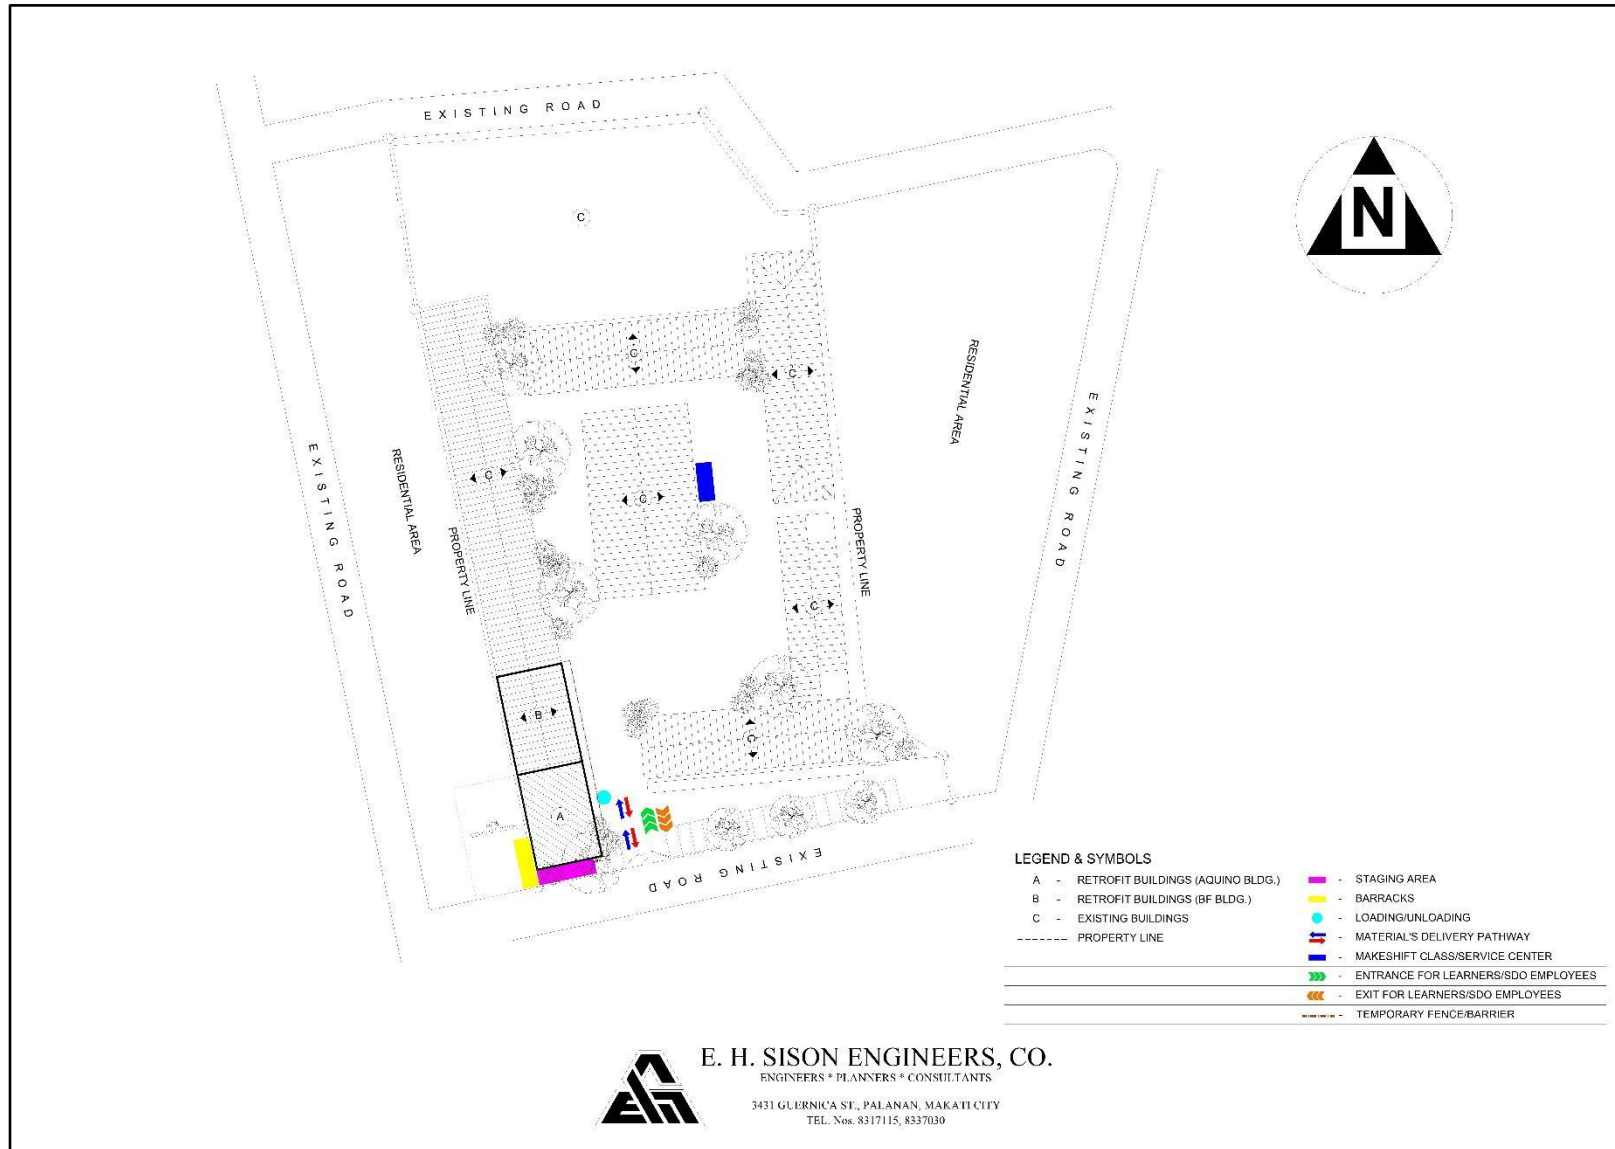 EXISTING ROAD
C
N
C
C
RESIDENTIAL AREA
EXISTING ROAD
C
C
EXISTING ROAD
RESIDENTIAL AREA
PROPERTY LINE
PROPERTY LINE
C
B
C
A
EXISTING ROAD
LEGEND & SYMBOLS
A - RETROFIT BUILDINGS (AQUINO BLDG.)
B - RETROFIT BUILDINGS (BF BLDG.)
C - EXISTING BUILDINGS
PROPERTY LINE
- STAGING AREA
- BARRACKS
- LOADING/UNLOADING
- MATERIAL'S DELIVERY PATHWAY
- MAKESHIFT CLASS/SERVICE CENTER
- ENTRANCE FOR LEARNERS/SDO EMPLOYEES
- EXIT FOR LEARNERS/SDO EMPLOYEES
- TEMPORARY FENCE/BARRIER
E. H. SISON ENGINEERS, CO.
ENGINEERS * PLANNERS * CONSULTANTS
3431 GUERNICA ST., PALANAN, MAKATI CITY
TEL. Nos. 8317115, 8337030